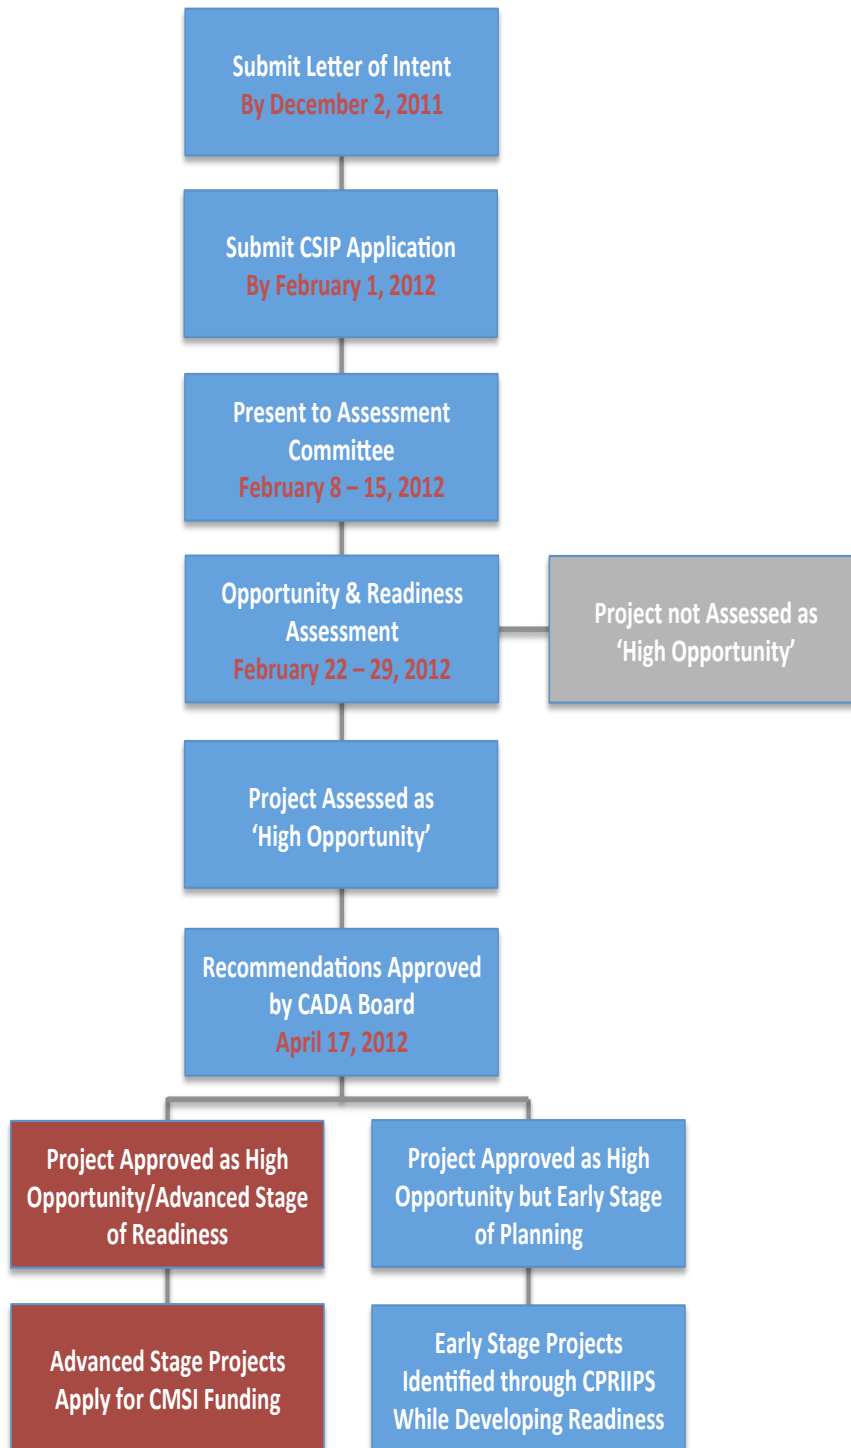 Submit Letter of Intent
By December 2, 2011
Submit CSIP Application
By February 1, 2012
Present to Assessment
Committee
February 8 – 15, 2012
Opportunity & Readiness
Assessment
February 22 – 29, 2012
Project not Assessed as
‘High Opportunity’
Project Assessed as
‘High Opportunity’
Recommendations Approved
by CADA Board
April 17, 2012
Project Approved as High
Opportunity/Advanced Stage
of Readiness
Project Approved as High
Opportunity but Early Stage
of Planning
Advanced Stage Projects
Apply for CMSI Funding
Early Stage Projects
Identified through CPRIIPS
While Developing Readiness